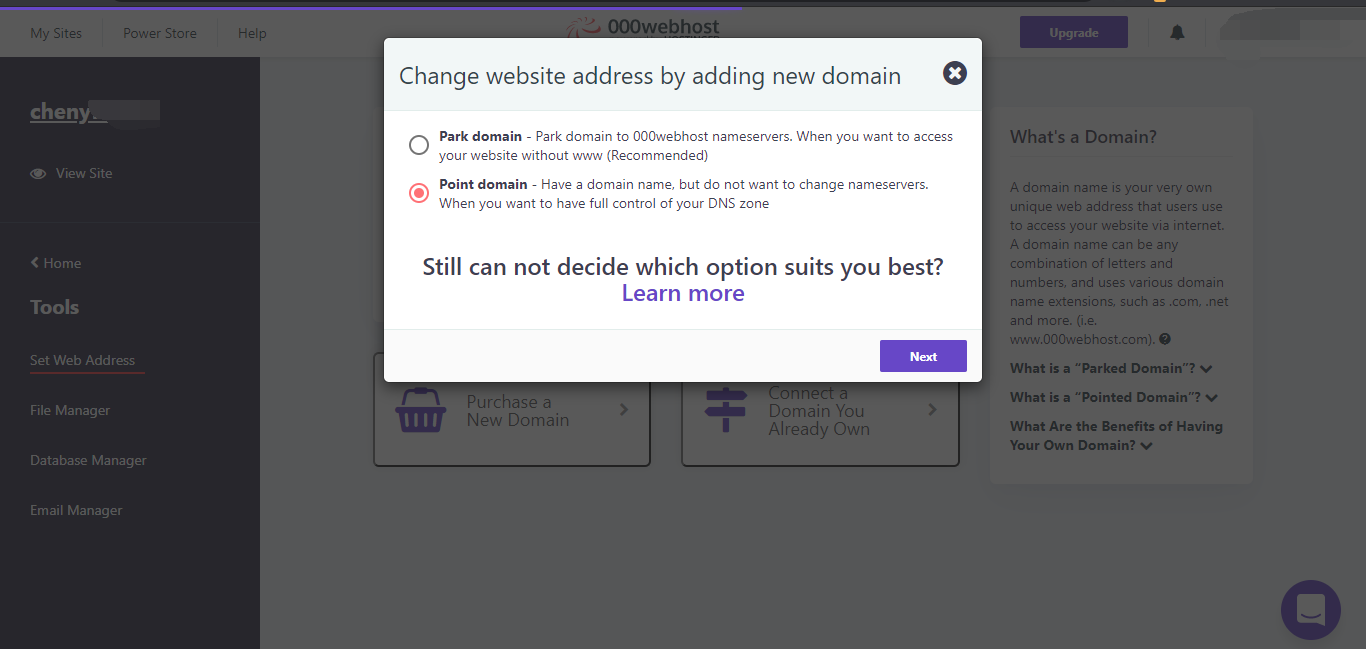 My Sites
Power Store
Help
000webhost
Upgrade
cheny
View Site
Home
Tools
Set Web Address
File Manager
Database Manager
Email Manager
Change website address by adding new domain
Park domain - Park domain to 000webhost nameservers. When you want to access
your website without www (Recommended)
Point domain - Have a domain name, but do not want to change nameservers.
When you want to have full control of your DNS zone
Still can not decide which option suits you best?
Learn more
Next
Purchase a
New Domain
Connect a
Domain You
Already Own
What's a Domain?
A domain name is your very own
unique web address that users use
to access your website via internet.
A domain name can be any
combination of letters and
numbers, and uses various domain
name extensions, such as .com, .net
and more. (i.e.
www.000webhost.com).
What is a “Parked Domain”?
What is a “Pointed Domain”?
What Are the Benefits of Having
Your Own Domain?